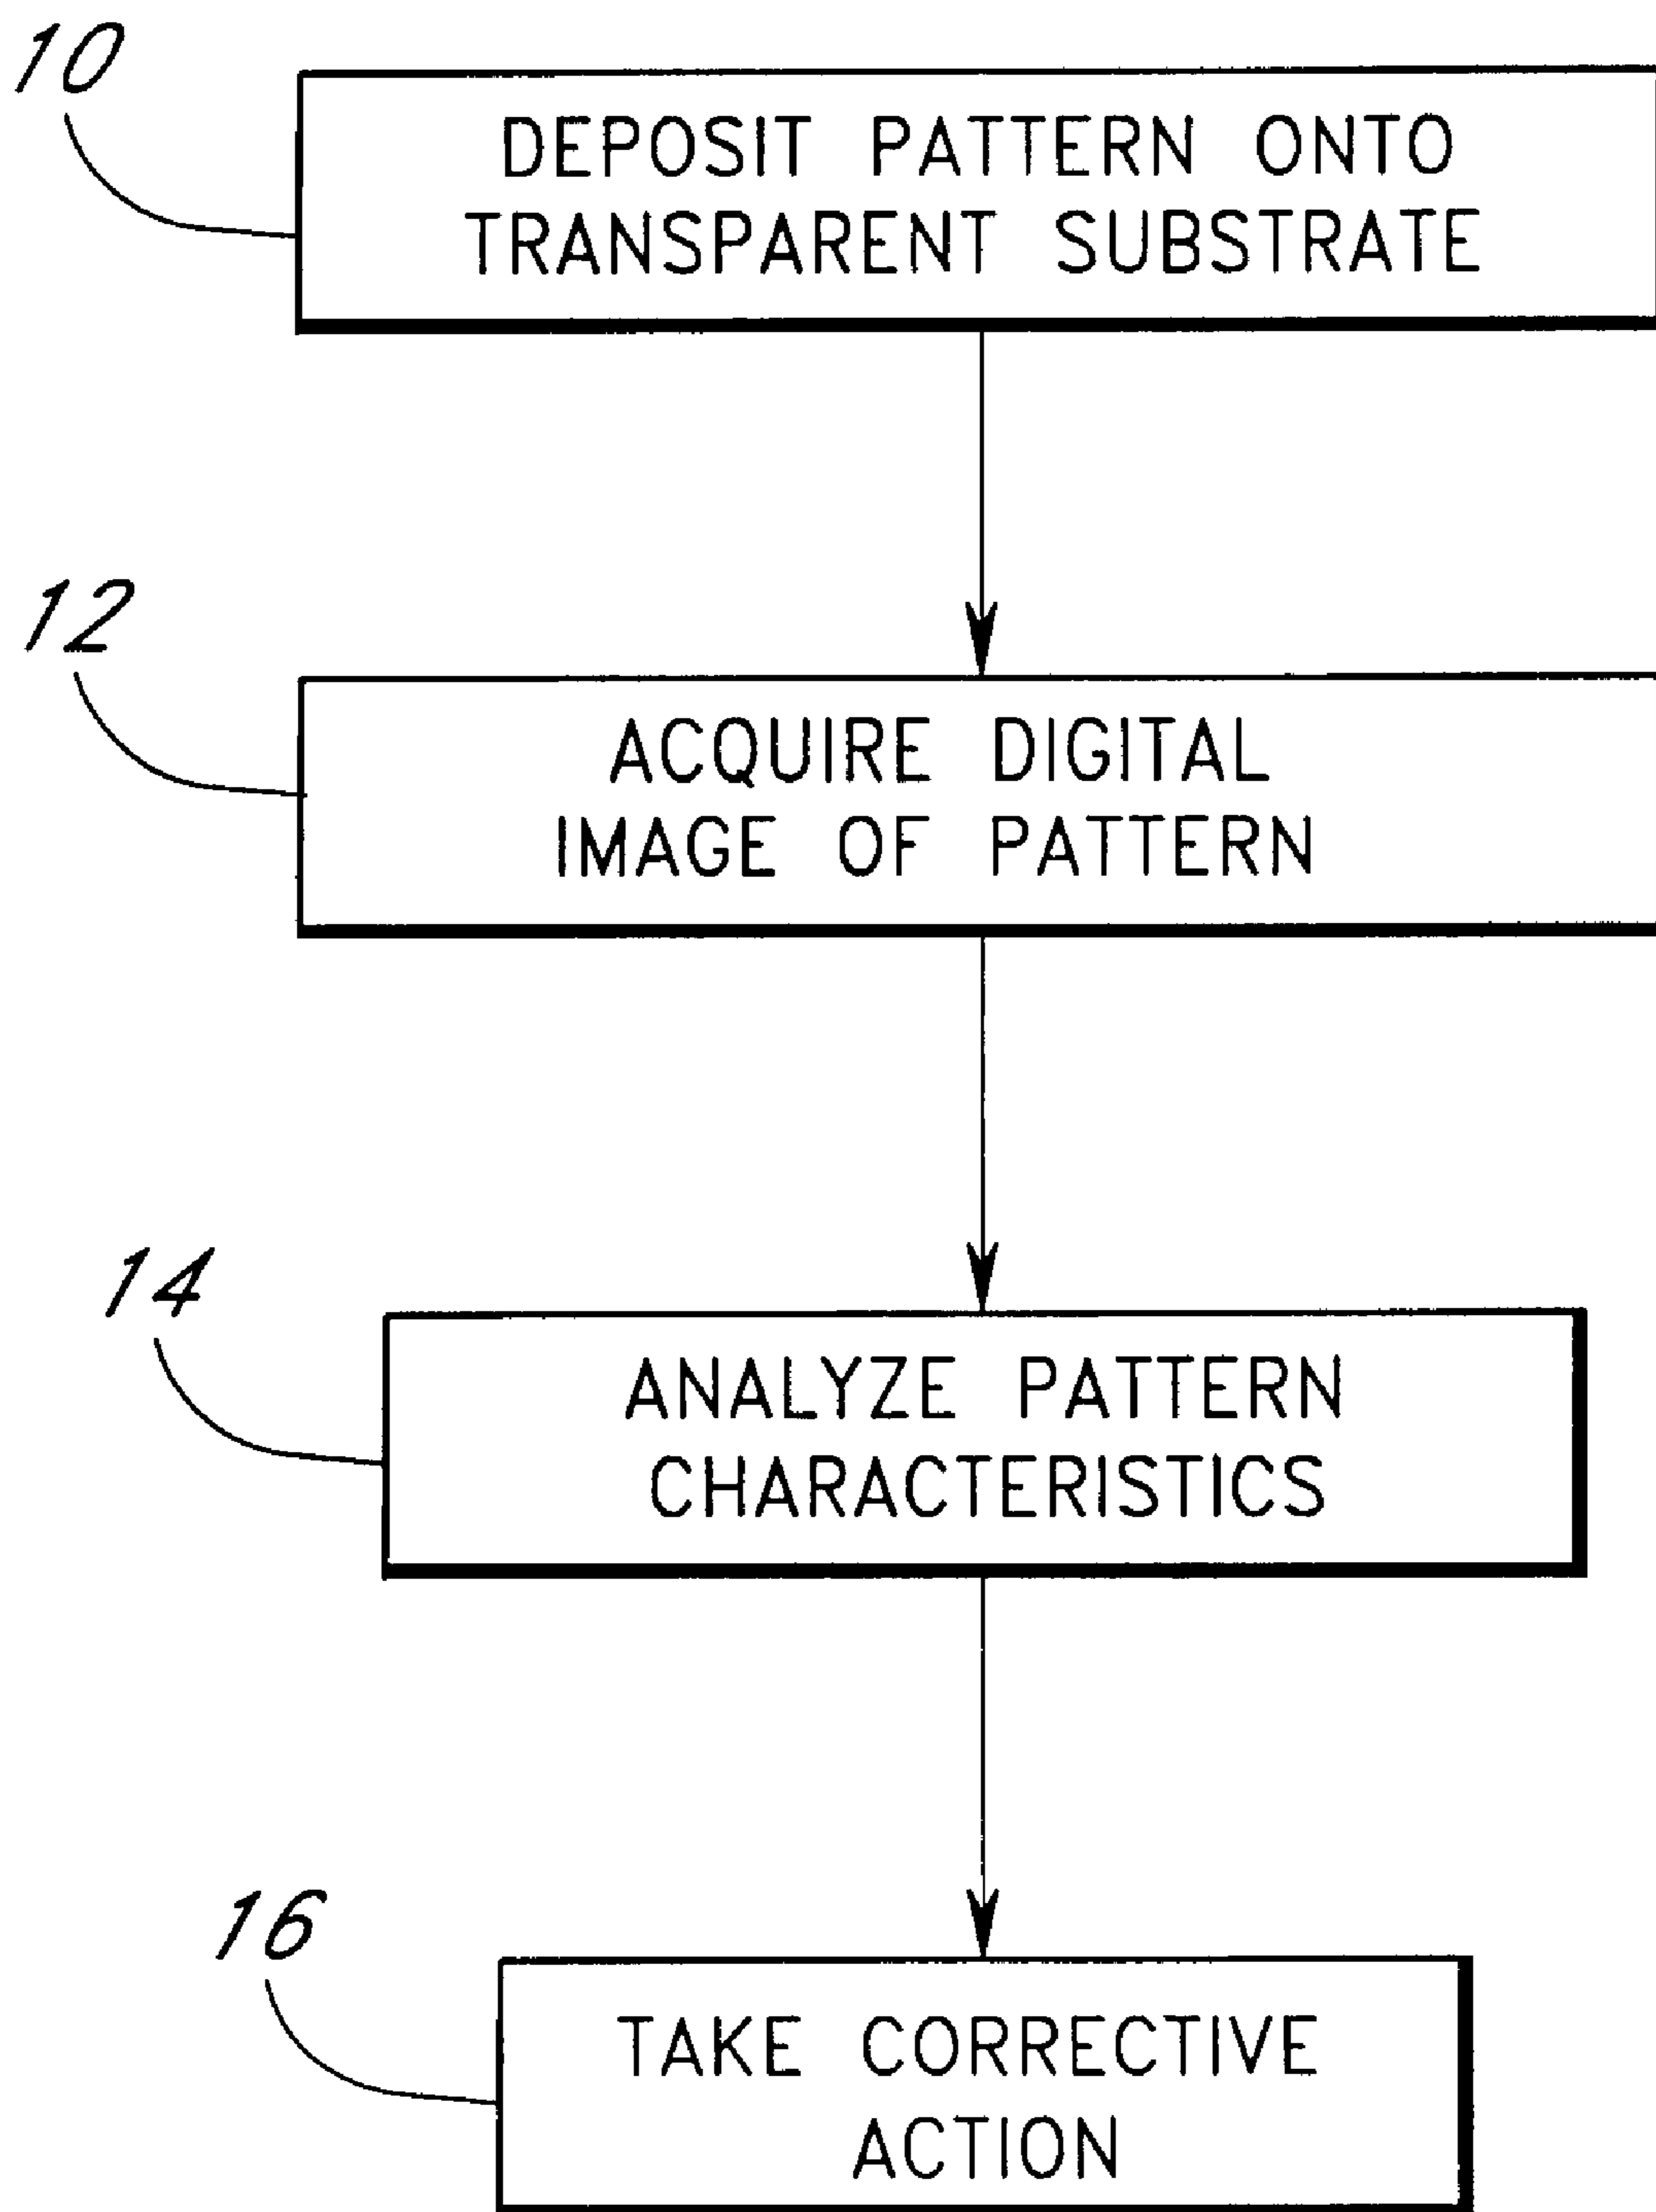 10
DEPOSIT PATTERN ONTO
TRANSPARENT SUBSTRATE
12
ACQUIRE DIGITAL
IMAGE OF PATTERN
14
ANALYZE PATTERN
CHARACTERISTICS
16
TAKE CORRECTIVE
ACTION